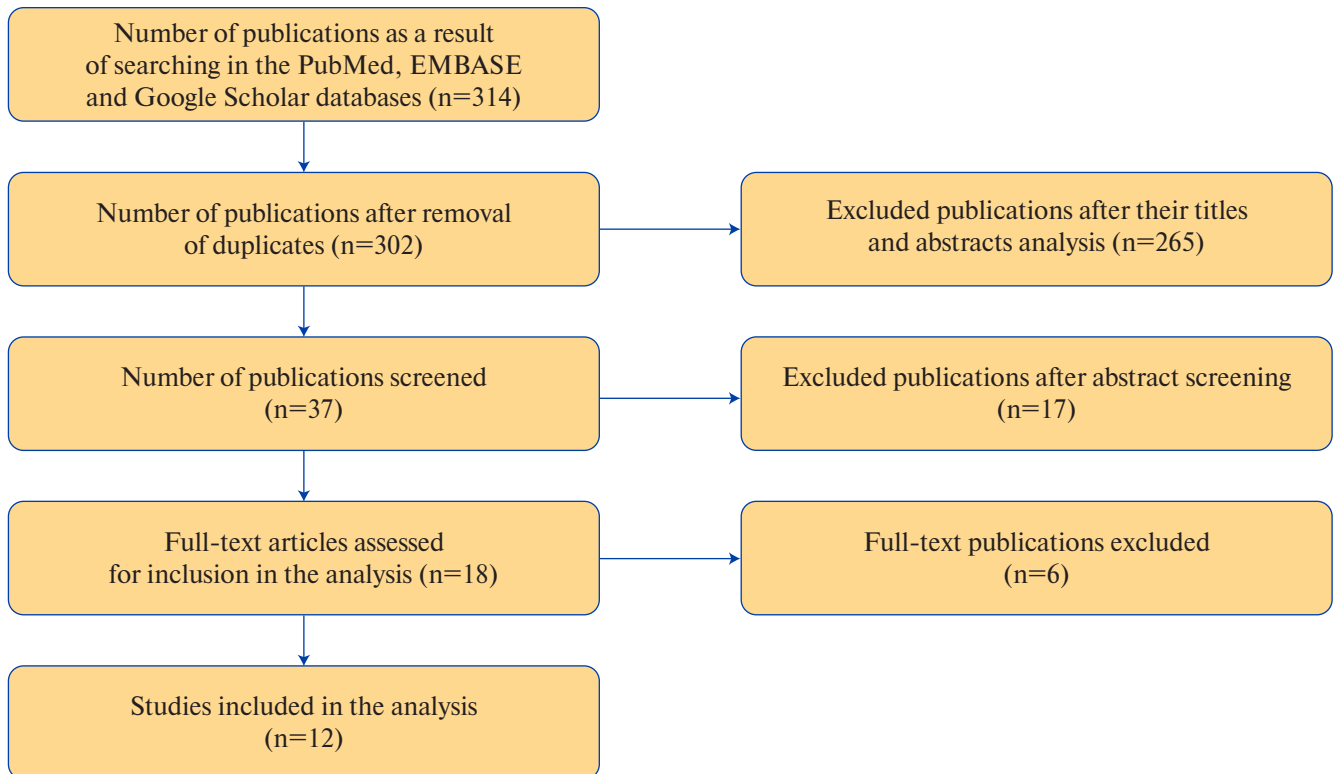 Number of publications as a result
of searching in the PubMed, EMBASE
and Google Scholar databases (n=314)
Number of publications after removal
of duplicates (n=302)
Excluded publications after their titles
and abstracts analysis (n=265)
Number of publications screened
(n=37)
Excluded publications after abstract screening
(n=17)
Full-text articles assessed
for inclusion in the analysis (n=18)
Full-text publications excluded
(n=6)
Studies included in the analysis
(n=12)